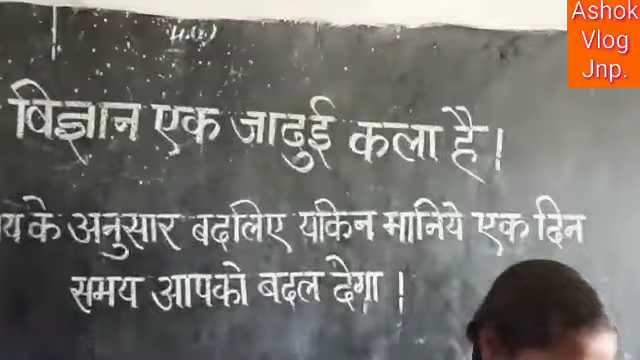 Ashok
Vlog
Jnp.
विज्ञान एक जादुई कला है।
के अनुसार बदलिए यकिन मानिये एक दिन
समय आपको बदल देगा !